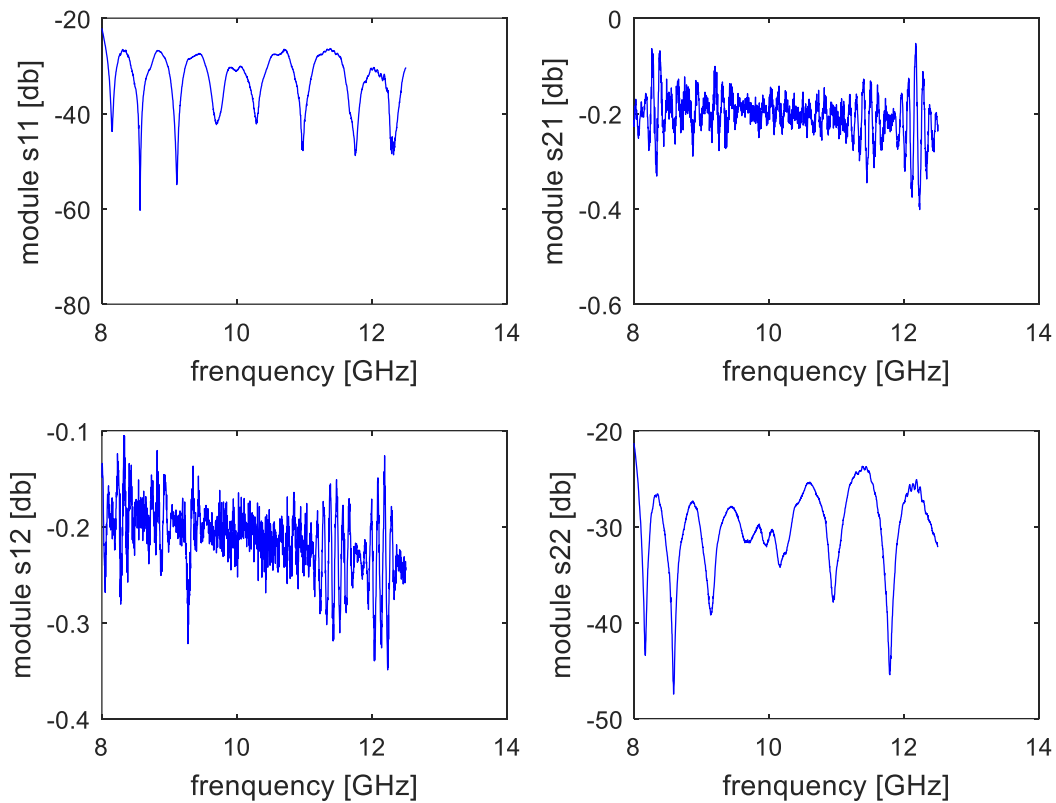 module s11 [db]
-20
-40
-60
-80
8 10 12 14
frenquency [GHz]
module s21 [db]
0
-0.2
-0.4
-0.6
8 10 12 14
frenquency [GHz]
module s12 [db]
-0.1
-0.2
-0.3
-0.4
8 10 12 14
frenquency [GHz]
module s22 [db]
-20
-30
-40
-50
8 10 12 14
frenquency [GHz]